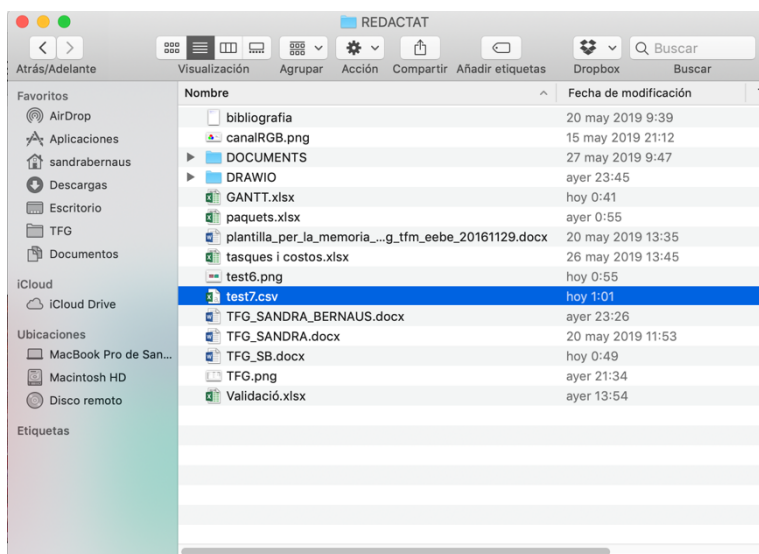 REDACTAT
Atrás/Adelante Visualización Agrupar Acción Compartir Añadir etiquetas Dropbox Buscar
Buscar
Favoritos
AirDrop
Aplicaciones
sandrabernaus
Descargas
Escritorio
TFG
Documentos
iCloud
iCloud Drive
Ubicaciones
MacBook Pro de San...
Macintosh HD
Disco remoto
Etiquetas
Nombre Fecha de modificación
bibliografia 20 may 2019 9:39
canalRGB.png 15 may 2019 21:12
DOCUMENTS 27 may 2019 9:47
DRAWIO ayer 23:45
GANTT.xlsx hoy 0:41
paquets.xlsx ayer 0:55
plantilla_per_la_memoria_...g_tfm_eebe_20161129.docx 20 may 2019 13:35
tasques i costos.xlsx 26 may 2019 13:45
test6.png hoy 0:55
test7.csv hoy 1:01
TFG_SANDRA_BERNAUS.docx ayer 23:26
TFG_SANDRA.docx 20 may 2019 11:53
TFG_SB.docx hoy 0:49
TFG.png ayer 21:34
Validació.xlsx ayer 13:54